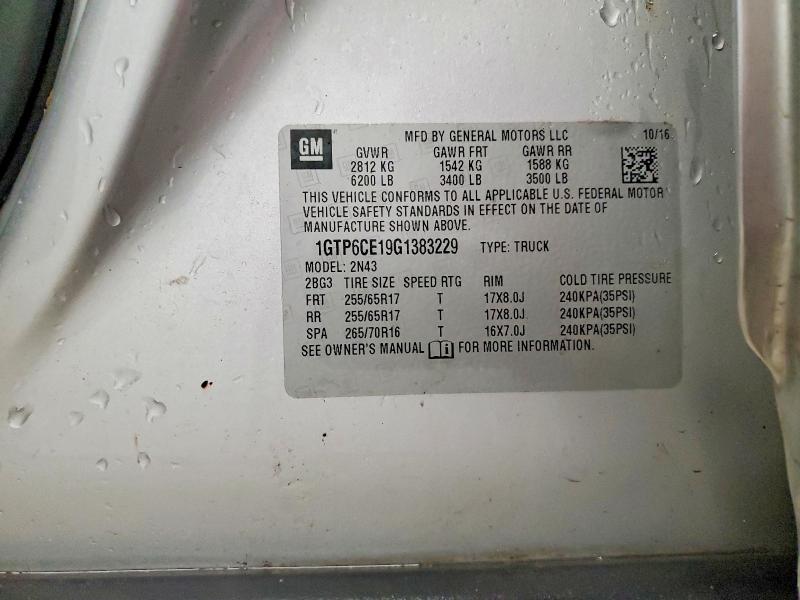 GM
MFD BY GENERAL MOTORS LLC 10/16
GVWR GAWR FRT GAWR RR
2812 KG 1542 KG 1588 KG
6200 LB 3400 LB 3500 LB
THIS VEHICLE CONFORMS TO ALL APPLICABLE U.S. FEDERAL MOTOR
VEHICLE SAFETY STANDARDS IN EFFECT ON THE DATE OF
MANUFACTURE SHOWN ABOVE.
1GTP6CE19G1383229 TYPE: TRUCK
MODEL: 2N43
2BG3 TIRE SIZE SPEED RTG RIM COLD TIRE PRESSURE
FRT 255/65R17 T 17X8.0J 240KPA(35PSI)
RR 255/65R17 T 17X8.0J 240KPA(35PSI)
SPA 265/70R16 T 16X7.0J 240KPA(35PSI)
SEE OWNER'S MANUAL FOR MORE INFORMATION.